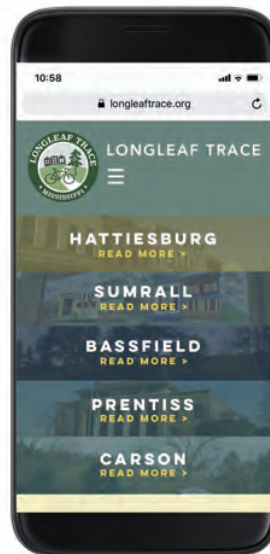 10:58
longleaftrace.org
LONGLEAF TRACE
MISSISSIPPI
LONGLEAF TRACE
HATTIESBURG
READ MORE >
SUMRALL
READ MORE >
BASSFIELD
READ MORE >
PRENTISS
READ MORE >
CARSON
READ MORE >